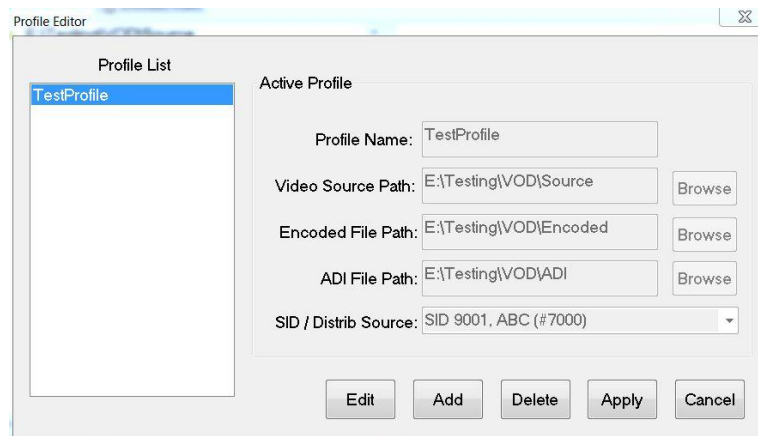 Profile Editor
Profile List
TestProfile
Active Profile
Profile Name: TestProfile
Video Source Path: E:\Testing\VOD\Source Browse
Encoded File Path: E:\Testing\VOD\Encoded Browse
ADI File Path: E:\Testing\VOD\ADI Browse
SID / Distrib Source: SID 9001, ABC (#7000)
Edit Add Delete Apply Cancel